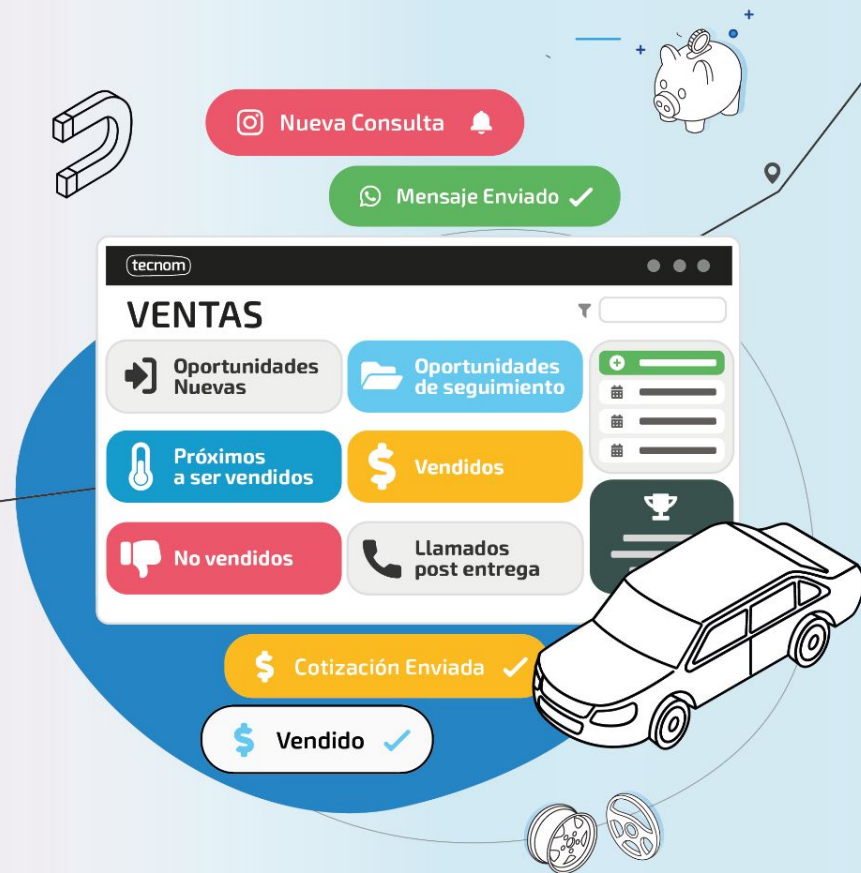 Nueva Consulta
Mensaje Enviado
tecnom
VENTAS
Oportunidades
Nuevas
Oportunidades
de seguimiento
Próximos
a ser vendidos
Vendidos
No vendidos
Llamados
post entrega
Cotización Enviada
Vendido